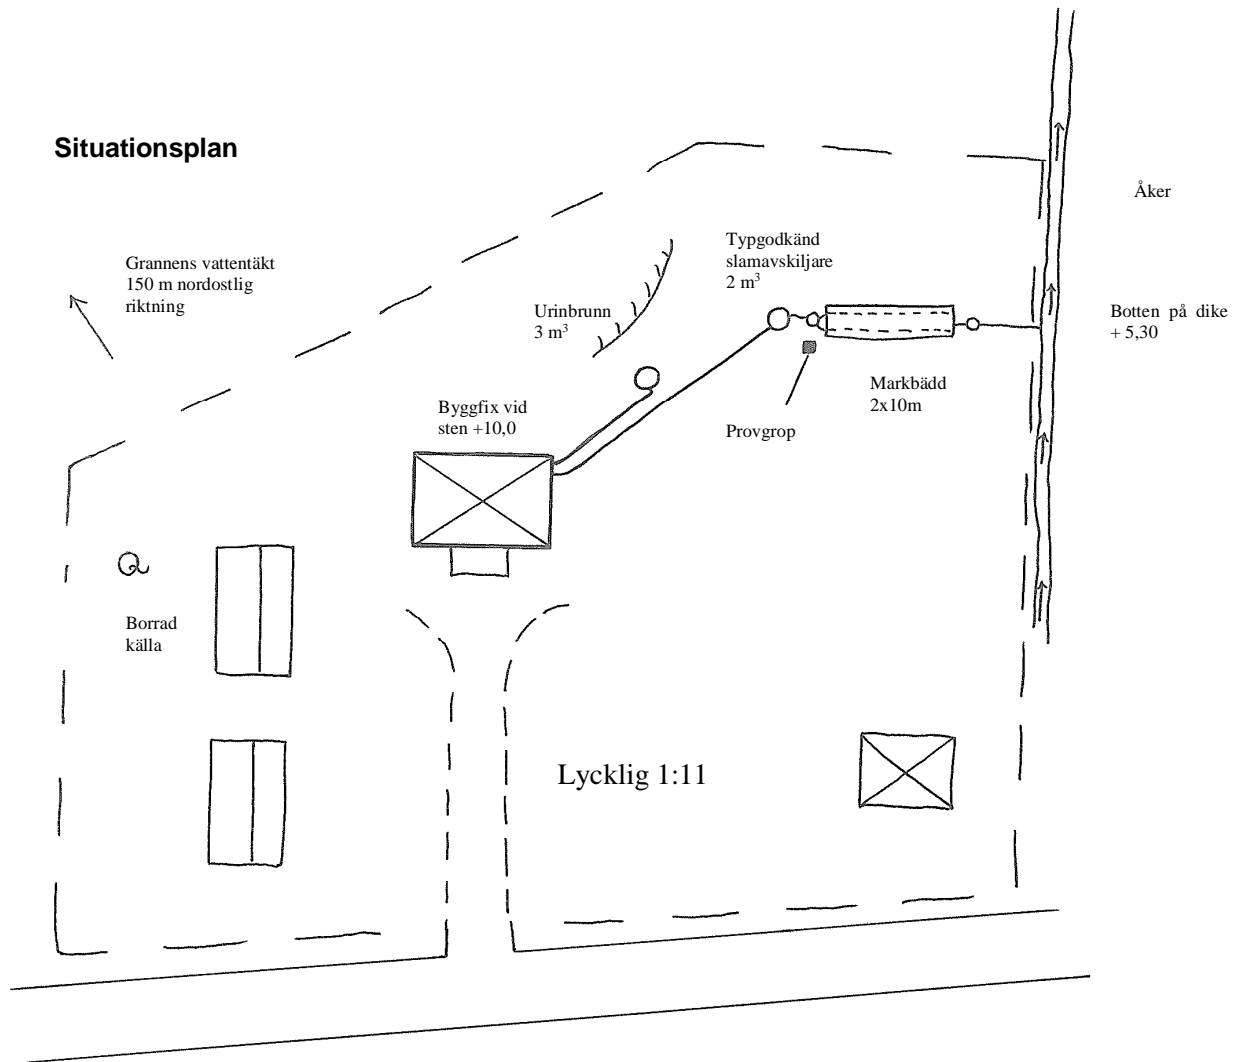 Situationsplan
Åker
Grannens vattentäkt
150 m nordostlig
riktning
Typgodkänd
slamavskiljare
2 m³
Urinbrunn
3 m³
Botten på dike
+ 5,30
Markbädd
2x10m
Byggfix vid
sten +10,0
Provgrop
Borrad
källa
Lycklig 1:11